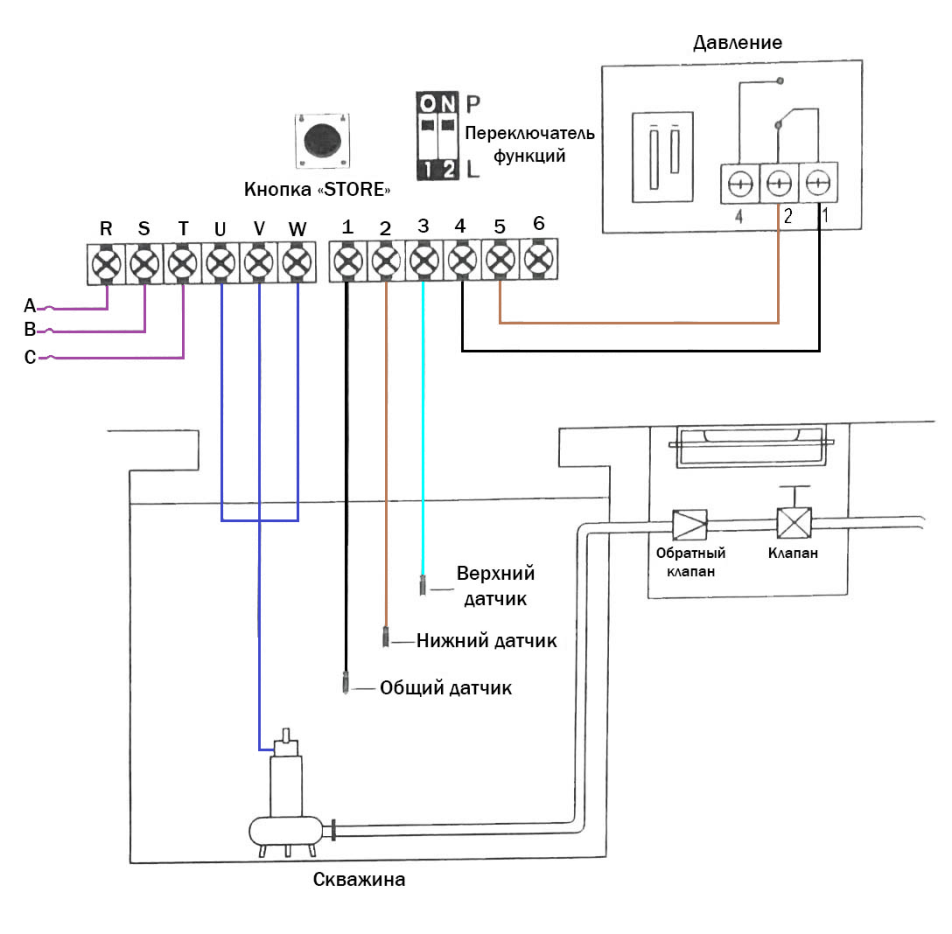 Давление
ON P
Переключатель
функций
1 2 L
Кнопка «STORE»
4 2 1
R S T U V W 1 2 3 4 5 6
A
B
C
Обратный
клапан
Клапан
Верхний
датчик
Нижний датчик
Общий датчик
Скважина